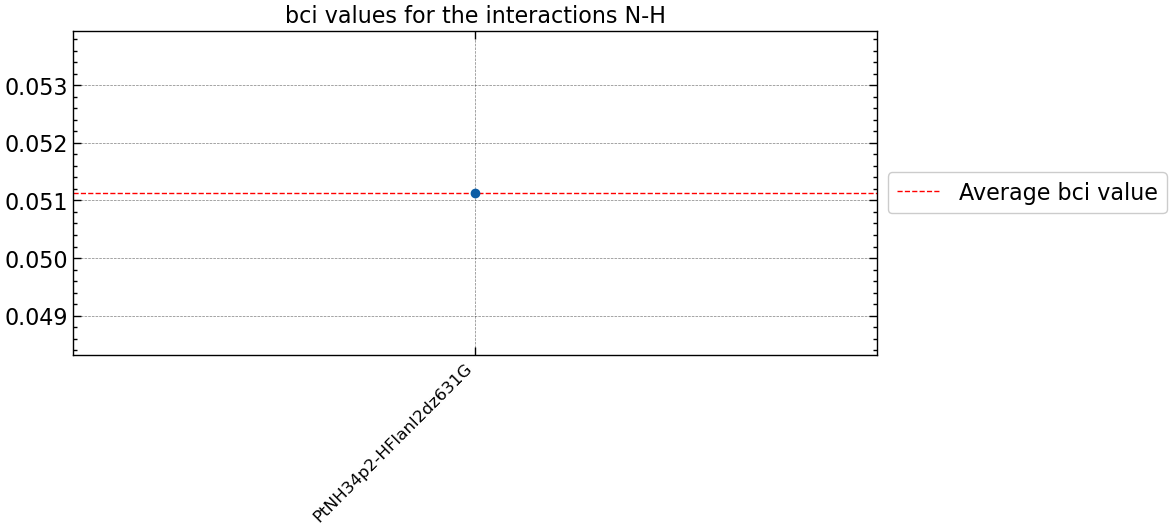 bci values for the interactions N-H
0.053
0.052
0.051
0.050
0.049
Average bci value
PtNH34p2-HFlanl2dz631G